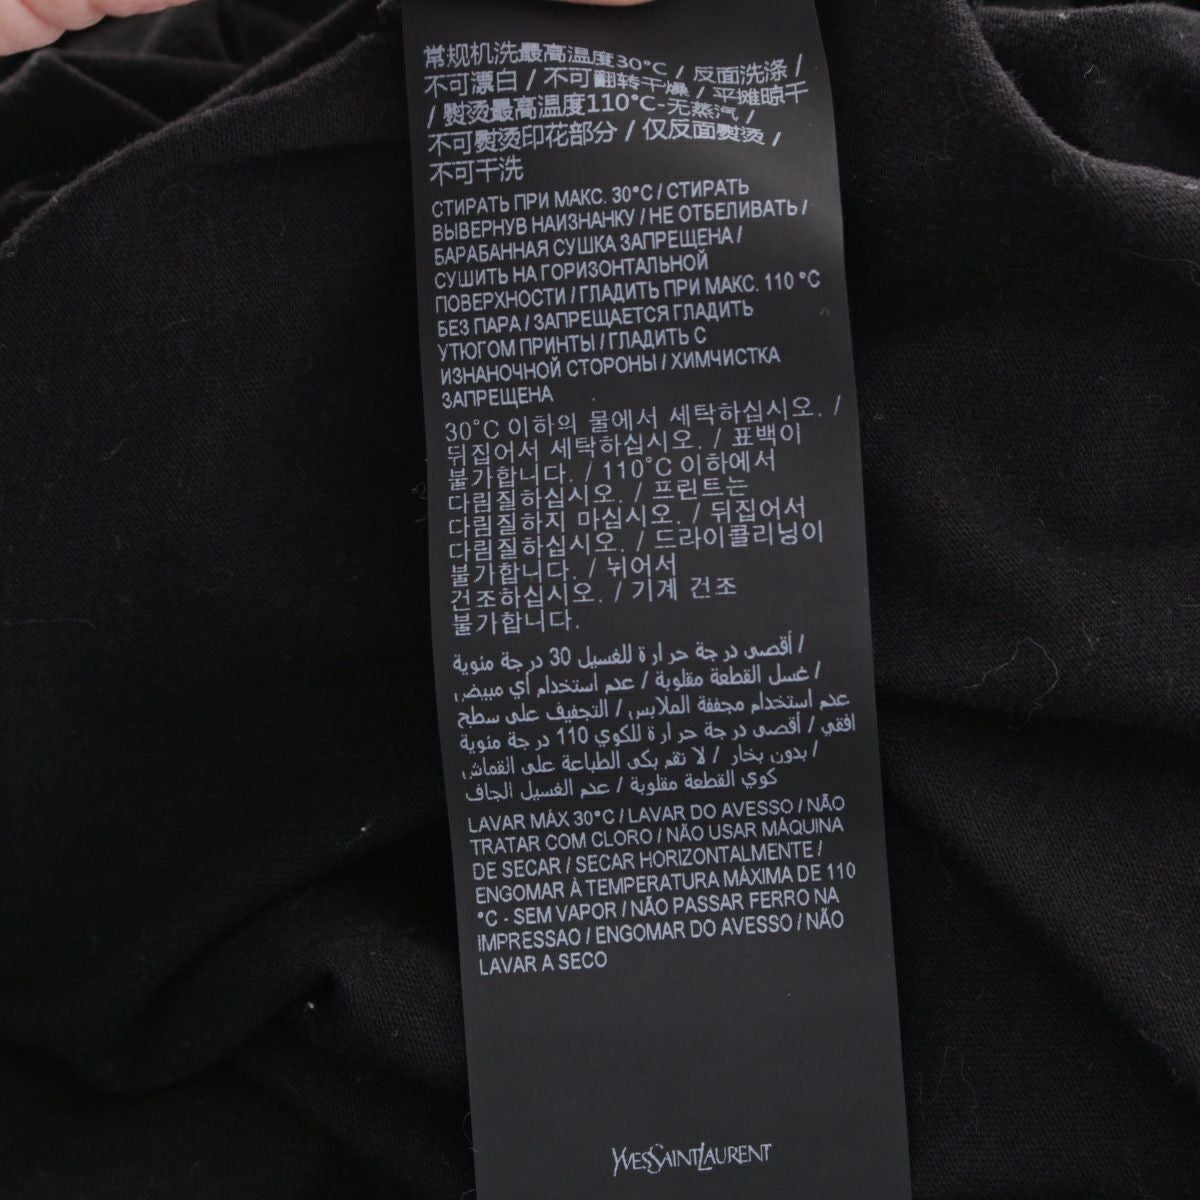 常规机洗最高温度30°C / 反面洗涤 /
不可漂白 / 不可翻转干燥 / 平摊晾干
/ 熨烫最高温度110°C-无蒸汽 /
不可熨烫印花部分 / 仅反面熨烫 /
不可干洗
СТИРАТЬ ПРИ МАКС. 30°C / СТИРАТЬ
ВЫВЕРНУВ НАИЗНАНКУ / НЕ ОТБЕЛИВАТЬ /
БАРАБАННАЯ СУШКА ЗАПРЕЩЕНА /
СУШИТЬ НА ГОРИЗОНТАЛЬНОЙ
ПОВЕРХНОСТИ / ГЛАДИТЬ ПРИ МАКС. 110 °C
БЕЗ ПАРА / ЗАПРЕЩАЕТСЯ ГЛАДИТЬ
УТЮГОМ ПРИНТЫ / ГЛАДИТЬ С
ИЗНАНОЧНОЙ СТОРОНЫ / ХИМЧИСТКА
ЗАПРЕЩЕНА
30°C 이하의 물에서 세탁하십시오. /
뒤집어서 세탁하십시오. / 표백이
불가합니다. / 110°C 이하에서
다림질하십시오. / 프린트는
다림질하지 마십시오. / 뒤집어서
다림질하십시오. / 드라이클리닝이
불가합니다. / 뉘어서
건조하십시오. / 기계 건조
불가합니다.
/ أقصى درجة حرارة للغسيل 30 درجة مئوية
/ غسل القطعة مقلوبة / عدم استخدام أي مبيض
عدم استخدام مجففة الملابس / التجفيف على سطح
افقي / أقصى درجة حرارة للكوي 110 درجة مئوية
/ بدون بخار / لا تقم بكى الطباعة على القماش
كوي القطعة مقلوبة / عدم الغسيل الجاف
LAVAR MÁX 30°C / LAVAR DO AVESSO / NÃO
TRATAR COM CLORO / NÃO USAR MÁQUINA
DE SECAR / SECAR HORIZONTALMENTE /
ENGOMAR À TEMPERATURA MÁXIMA DE 110
°C - SEM VAPOR / NÃO PASSAR FERRO NA
IMPRESSAO / ENGOMAR DO AVESSO / NÃO
LAVAR A SECO
YVESSAINTLAURENT